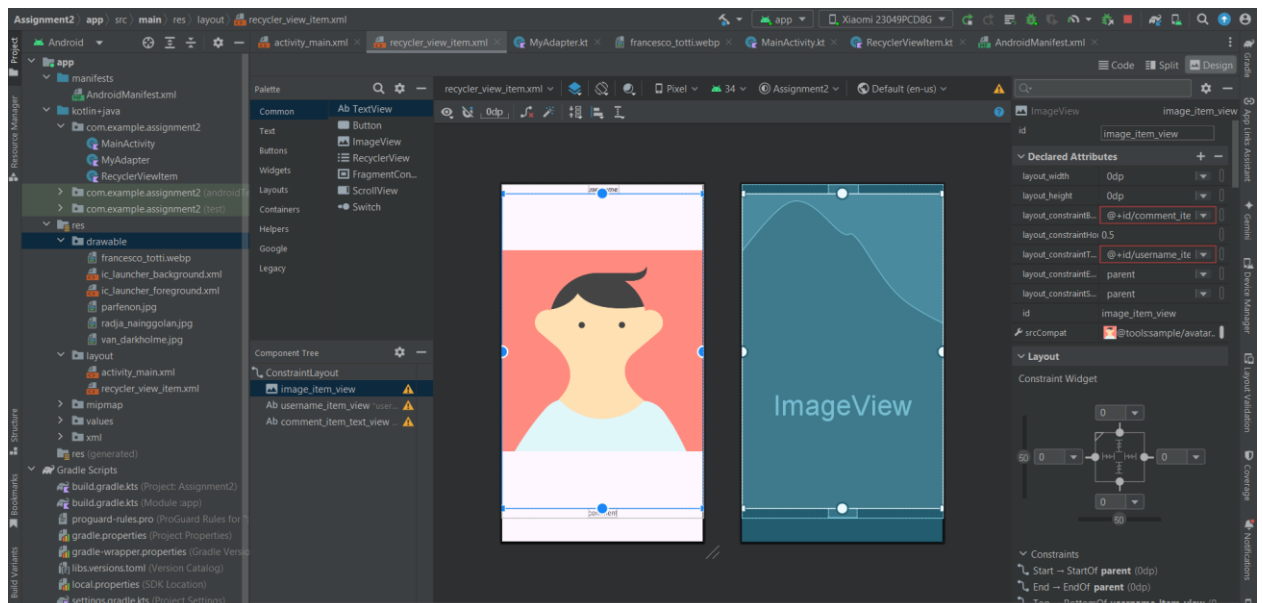 Assignment2 〉 app 〉 src 〉 main 〉 res 〉 layout 〉 recycler_view_item.xml
app
Xiaomi 23049PCD8G
Project
Android
activity_main.xml
recycler_view_item.xml
MyAdapter.kt
francesco_totti.webp
MainActivity.kt
RecyclerViewItem.kt
AndroidManifest.xml
Code
Split
Design
app
manifests
AndroidManifest.xml
kotlin+java
com.example.assignment2
MainActivity
MyAdapter
RecyclerViewItem
com.example.assignment2 (androidTe
com.example.assignment2 (test)
res
drawable
francesco_totti.webp
ic_launcher_background.xml
ic_launcher_foreground.xml
parfenon.jpg
radja_nainggolan.jpg
van_darkholme.jpg
layout
activity_main.xml
recycler_view_item.xml
mipmap
values
xml
res (generated)
Gradle Scripts
build.gradle.kts (Project: Assignment2)
build.gradle.kts (Module :app)
proguard-rules.pro (ProGuard Rules for "
gradle.properties (Project Properties)
gradle-wrapper.properties (Gradle Versio
libs.versions.toml (Version Catalog)
local.properties (SDK Location)
settings.gradle.kts (Project Settings)
Resource Manager
Structure
Bookmarks
Build Variants
Palette
Common
Text
Buttons
Widgets
Layouts
Containers
Helpers
Google
Legacy
Ab TextView
Button
ImageView
RecyclerView
FragmentCon...
ScrollView
Switch
Component Tree
ConstraintLayout
image_item_view
Ab username_item_view "user...
Ab comment_item_text_view ...
recycler_view_item.xml
Pixel
34
Assignment2
Default (en-us)
0dp
ImageView
ImageView
image_item_view
id
image_item_view
Declared Attributes
layout_width
0dp
layout_height
0dp
layout_constraintB...
@+id/comment_ite
layout_constraintHo
0.5
layout_constraintT...
@+id/username_ite
layout_constraintE...
parent
layout_constraintS...
parent
id
image_item_view
srcCompat
@tools:sample/avatar..
Layout
Constraint Widget
0
50
0
0
0
50
Constraints
Start → StartOf parent (0dp)
End → EndOf parent (0dp)
Top → BottomOf username_item_view (0
Gradle
App Links Assistant
Gemini
Device Manager
Layout Validation
Coverage
Notifications